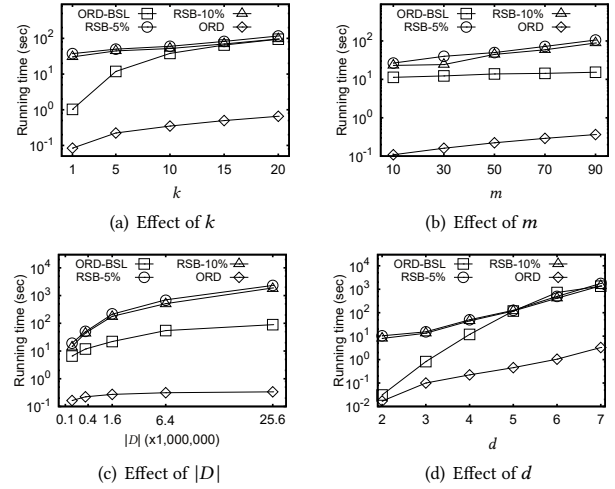 ORD-BSL RSB-10%
RSB-5% ORD
Running time (sec)
10^2
10^1
10^0
10^-1
1 5 10 15 20
k
(a) Effect of k
ORD-BSL RSB-10%
RSB-5% ORD
Running time (sec)
10^2
10^1
10^0
10^-1
10 30 50 70 90
m
(b) Effect of m
ORD-BSL RSB-10%
RSB-5% ORD
Running time (sec)
10^4
10^3
10^2
10^1
10^0
10^-1
0.1 0.4 1.6 6.4 25.6
|D| (x1,000,000)
(c) Effect of |D|
ORD-BSL RSB-10%
RSB-5% ORD
Running time (sec)
10^4
10^3
10^2
10^1
10^0
10^-1
10^-2
2 3 4 5 6 7
d
(d) Effect of d